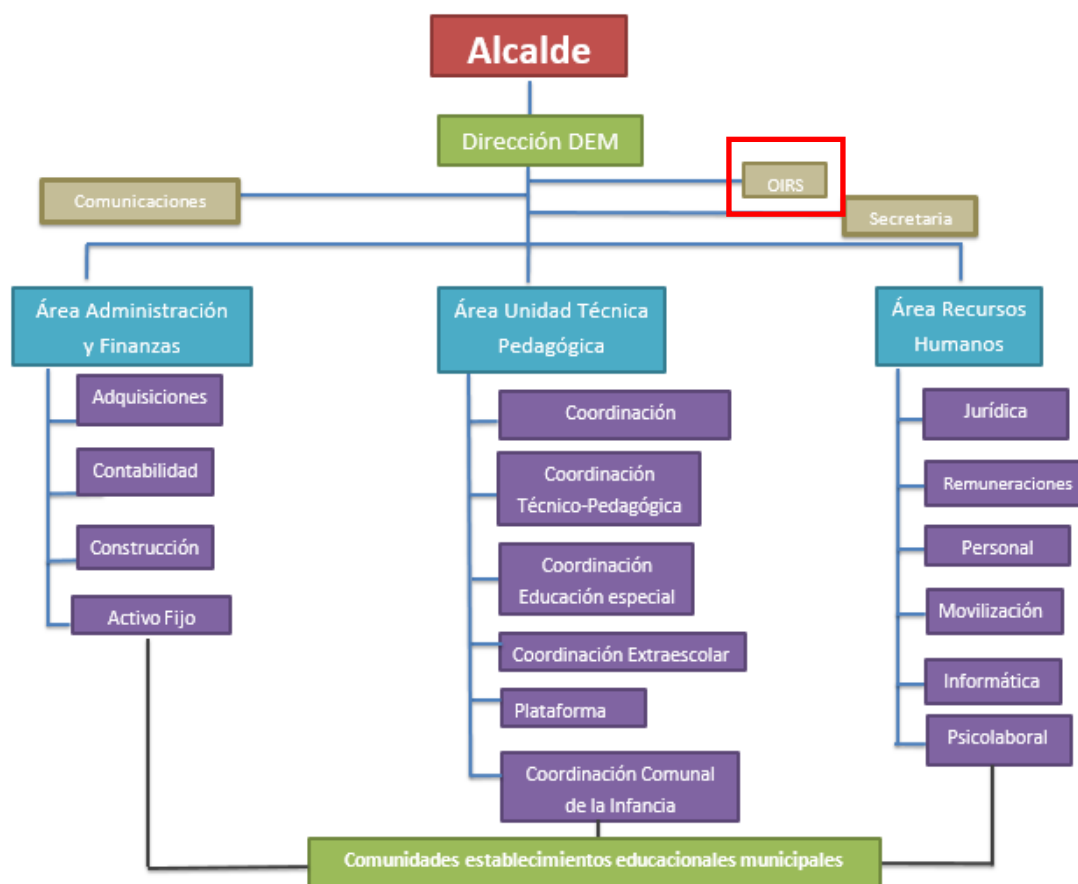 Alcalde
Dirección DEM
OIRS
Comunicaciones
Secretaria
Área Administración
y Finanzas
Adquisiciones
Contabilidad
Construcción
Activo Fijo
Área Unidad Técnica
Pedagógica
Coordinación
Coordinación
Técnico-Pedagógica
Coordinación
Educación especial
Coordinación Extraescolar
Plataforma
Coordinación Comunal
de la Infancia
Área Recursos
Humanos
Jurídica
Remuneraciones
Personal
Movilización
Informática
Psicolaboral
Comunidades establecimientos educacionales municipales